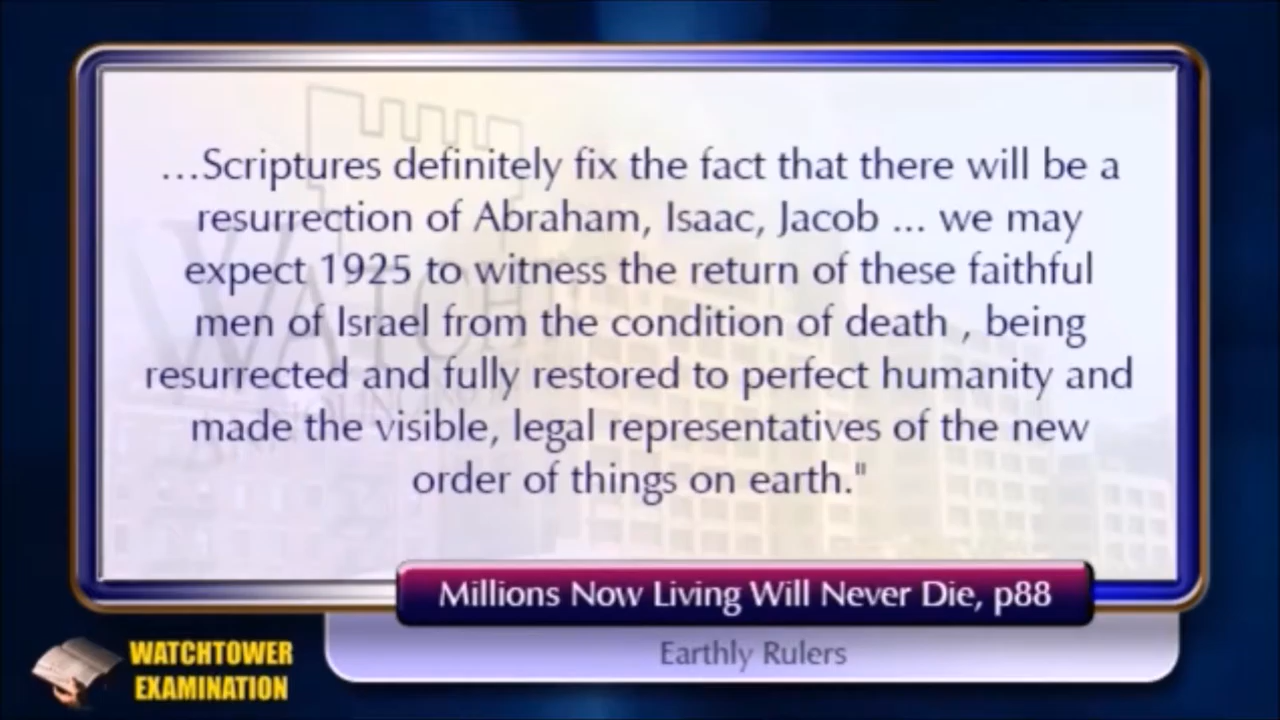 ...Scriptures definitely fix the fact that there will be a
resurrection of Abraham, Isaac, Jacob ... we may
expect 1925 to witness the return of these faithful
men of Israel from the condition of death , being
resurrected and fully restored to perfect humanity and
made the visible, legal representatives of the new
order of things on earth."
Millions Now Living Will Never Die, p88
Earthly Rulers
WATCHTOWER
EXAMINATION
WATCH